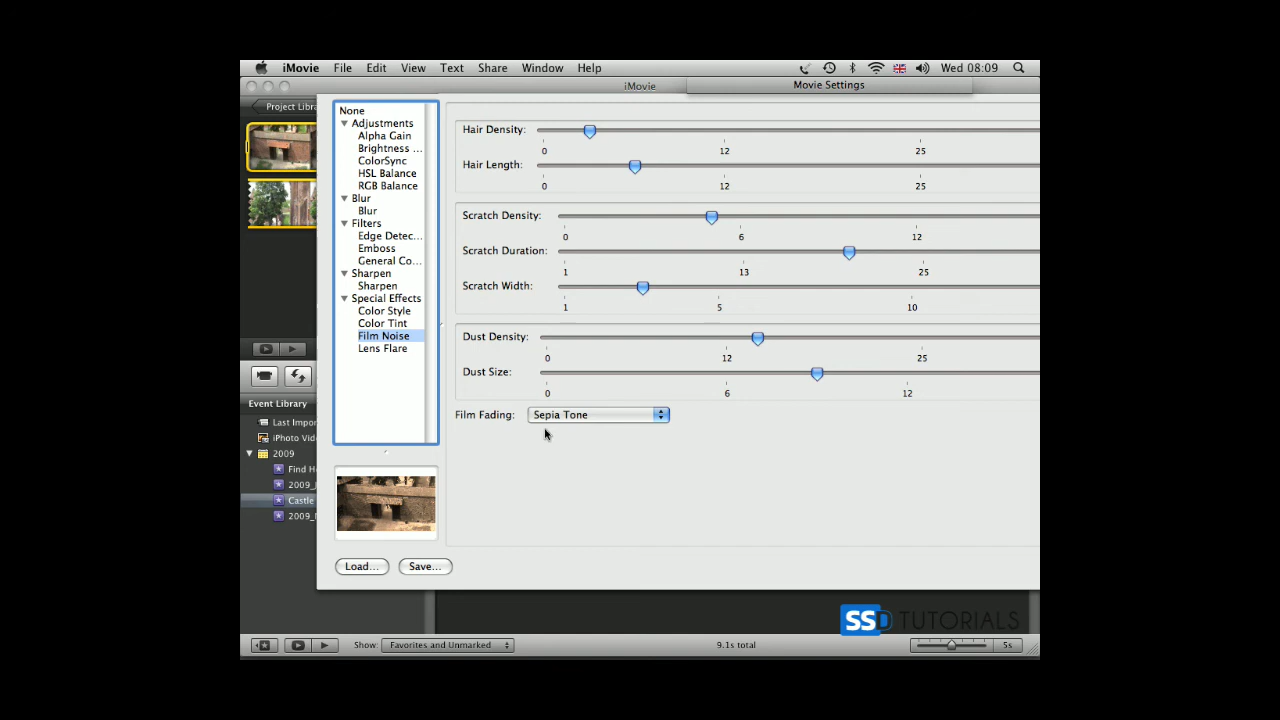 iMovie File Edit View Text Share Window Help Wed 08:09
iMovie
Movie Settings
Project Libra
None
Adjustments
Alpha Gain
Brightness ...
ColorSync
HSL Balance
RGB Balance
Blur
Blur
Filters
Edge Detec...
Emboss
General Co...
Sharpen
Sharpen
Special Effects
Color Style
Color Tint
Film Noise
Lens Flare
Hair Density:
0 12 25
Hair Length:
0 12 25
Scratch Density:
0 6 12
Scratch Duration:
1 13 25
Scratch Width:
1 5 10
Dust Density:
0 12 25
Dust Size:
0 6 12
Film Fading: Sepia Tone
Event Library
Last Impor
iPhoto Vid
2009
Find H
2009_
Castle
2009_
Load... Save...
SSD TUTORIALS
Show: Favorites and Unmarked 9.1s total 5s